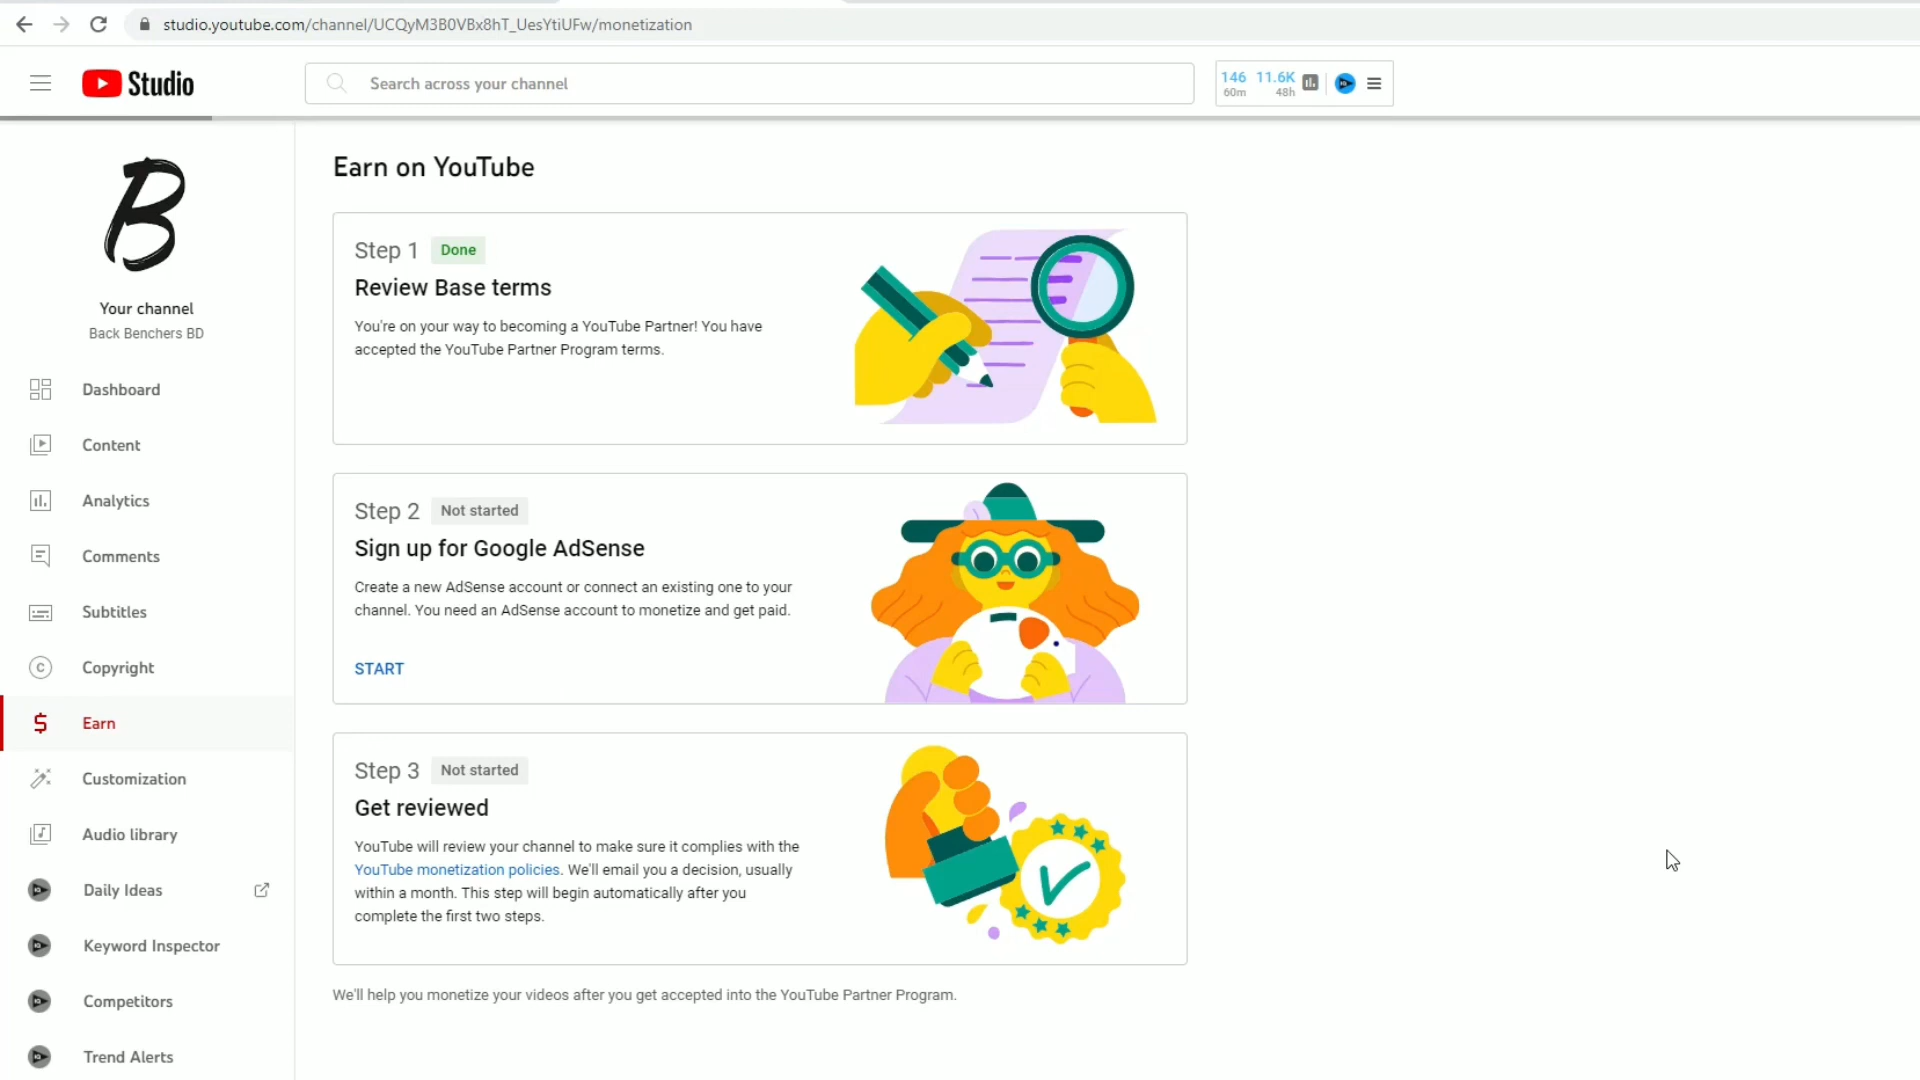 studio.youtube.com/channel/UCQyM3B0VBx8hT_UesYtiUFw/monetization
Studio
Search across your channel
146 11.6K
60m 48h
B
Your channel
Back Benchers BD
Dashboard
Content
Analytics
Comments
Subtitles
Copyright
Earn
Customization
Audio library
Daily Ideas
Keyword Inspector
Competitors
Trend Alerts
Earn on YouTube
Step 1 Done
Review Base terms
You're on your way to becoming a YouTube Partner! You have
accepted the YouTube Partner Program terms.
Step 2 Not started
Sign up for Google AdSense
Create a new AdSense account or connect an existing one to your
channel. You need an AdSense account to monetize and get paid.
START
Step 3 Not started
Get reviewed
YouTube will review your channel to make sure it complies with the
YouTube monetization policies. We'll email you a decision, usually
within a month. This step will begin automatically after you
complete the first two steps.
We'll help you monetize your videos after you get accepted into the YouTube Partner Program.